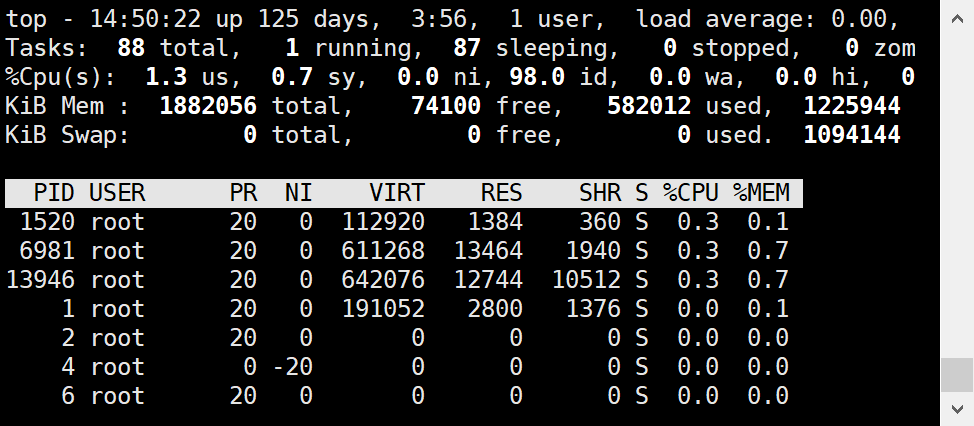 top - 14:50:22 up 125 days,  3:56,  1 user,  load average: 0.00,
Tasks:  88 total,   1 running,  87 sleeping,   0 stopped,   0 zom
%Cpu(s):  1.3 us,  0.7 sy,  0.0 ni, 98.0 id,  0.0 wa,  0.0 hi,  0
KiB Mem :  1882056 total,    74100 free,   582012 used,  1225944
KiB Swap:        0 total,        0 free,        0 used.  1094144
  PID USER      PR  NI    VIRT    RES    SHR S %CPU %MEM
 1520 root      20   0  112920   1384    360 S  0.3  0.1
 6981 root      20   0  611268  13464   1940 S  0.3  0.7
13946 root      20   0  642076  12744  10512 S  0.3  0.7
    1 root      20   0  191052   2800   1376 S  0.0  0.1
    2 root      20   0       0      0      0 S  0.0  0.0
    4 root       0 -20       0      0      0 S  0.0  0.0
    6 root      20   0       0      0      0 S  0.0  0.0